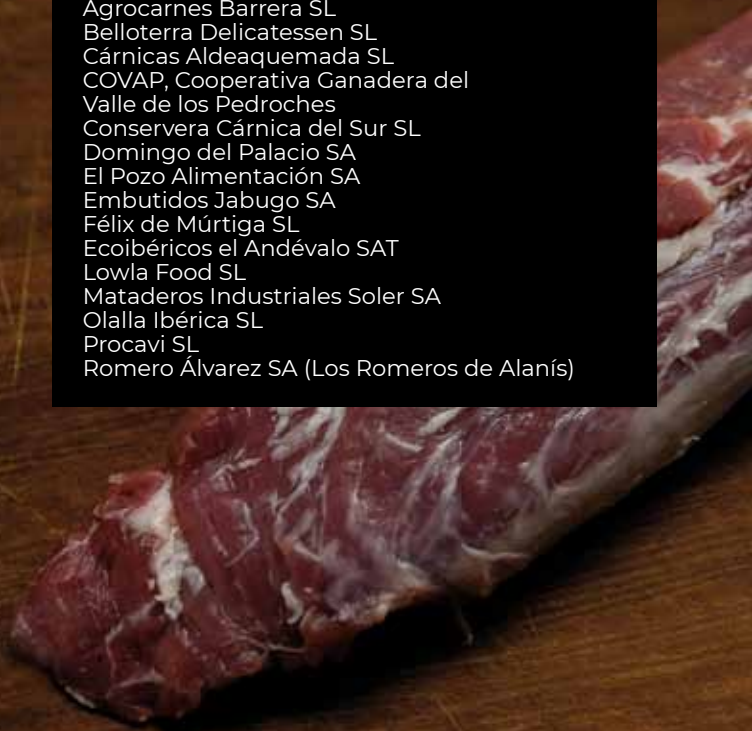 Agrocarnes Barrera SL
Belloterra Delicatessen SL
Cárnicas Aldeaquemada SL
COVAP, Cooperativa Ganadera del
Valle de los Pedroches
Conservera Cárnica del Sur SL
Domingo del Palacio SA
El Pozo Alimentación SA
Embutidos Jabugo SA
Félix de Múrtiga SL
Ecoibéricos el Andévalo SAT
Lowla Food SL
Mataderos Industriales Soler SA
Olalla Ibérica SL
Procavi SL
Romero Álvarez SA (Los Romeros de Alanís)